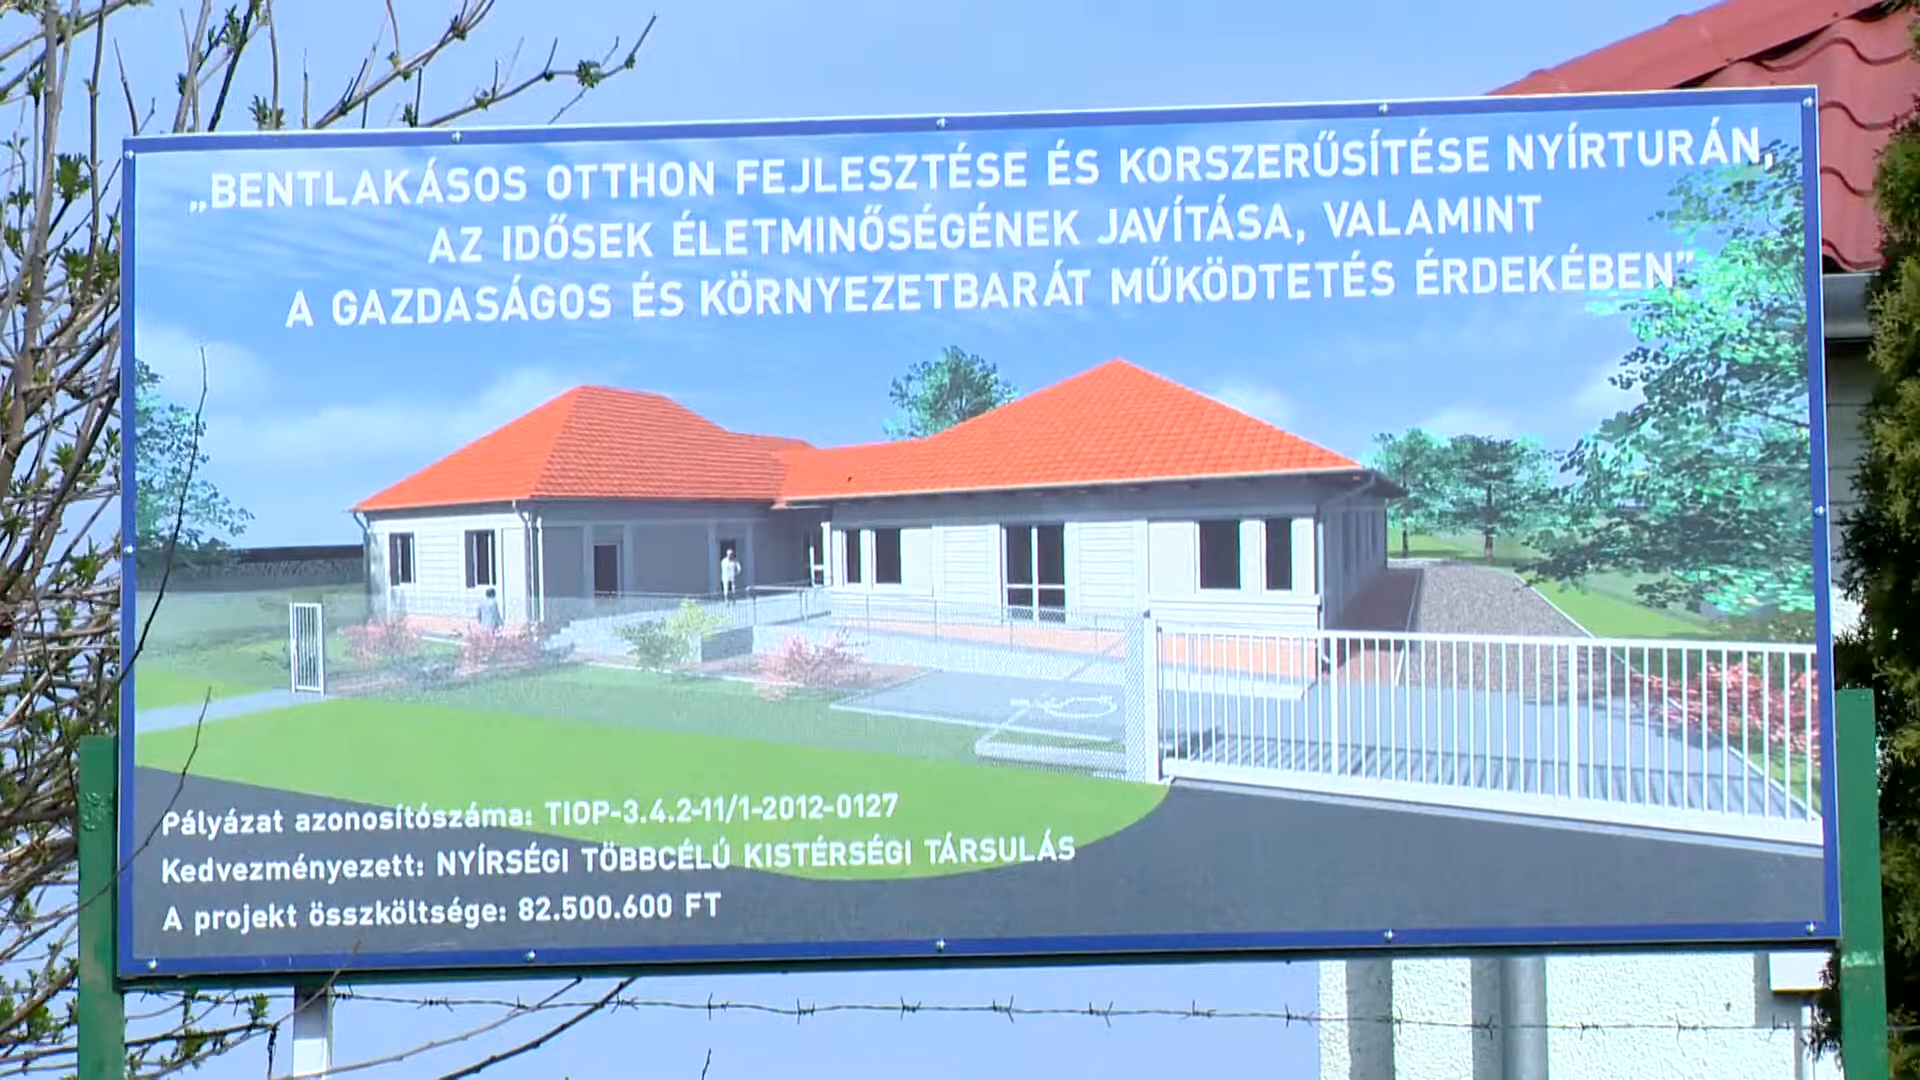 „BENTLAKÁSOS OTTHON FEJLESZTÉSE ÉS KORSZERŰSÍTÉSE NYÍRTURÁN,
AZ IDŐSEK ÉLETMINŐSÉGÉNEK JAVÍTÁSA, VALAMINT
A GAZDASÁGOS ÉS KÖRNYEZETBARÁT MŰKÖDTETÉS ÉRDEKÉBEN”
Pályázat azonosítószáma: TIOP-3.4.2-11/1-2012-0127
Kedvezményezett: NYÍRSÉGI TÖBBCÉLÚ KISTÉRSÉGI TÁRSULÁS
A projekt összköltsége: 82.500.600 FT